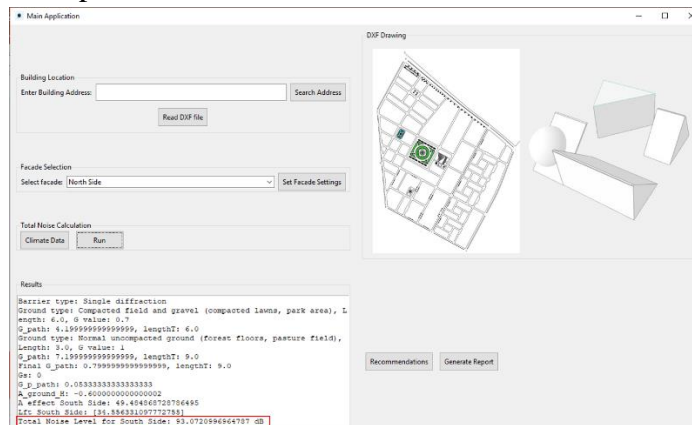 Main Application
DXF Drawing
Building Location
Enter Building Address:
Search Address
Read DXF file
Facade Selection
Select facade: North Side
Set Facade Settings
Total Noise Calculation
Climate Data
Run
Results
Barrier type: Single diffraction
Ground type: Compacted field and gravel (compacted lawns, park area), L
ength: 6.0, G value: 0.7
G_path: 4.199999999999999, lengthT: 6.0
Ground type: Normal uncompacted ground (forest floors, pasture field),
Length: 3.0, G value: 1
G_path: 7.199999999999999, lengthT: 9.0
Final G_path: 0.7999999999999999, lengthT: 9.0
Gs: 0
G_p_path: 0.05333333333333333
A_ground_H: -0.6000000000000002
A effect South Side: 49.484868728786495
Lft South Side: [34.556331097772755]
Total Noise Level for South Side: 93.0720996964787 dB
Recommendations
Generate Report